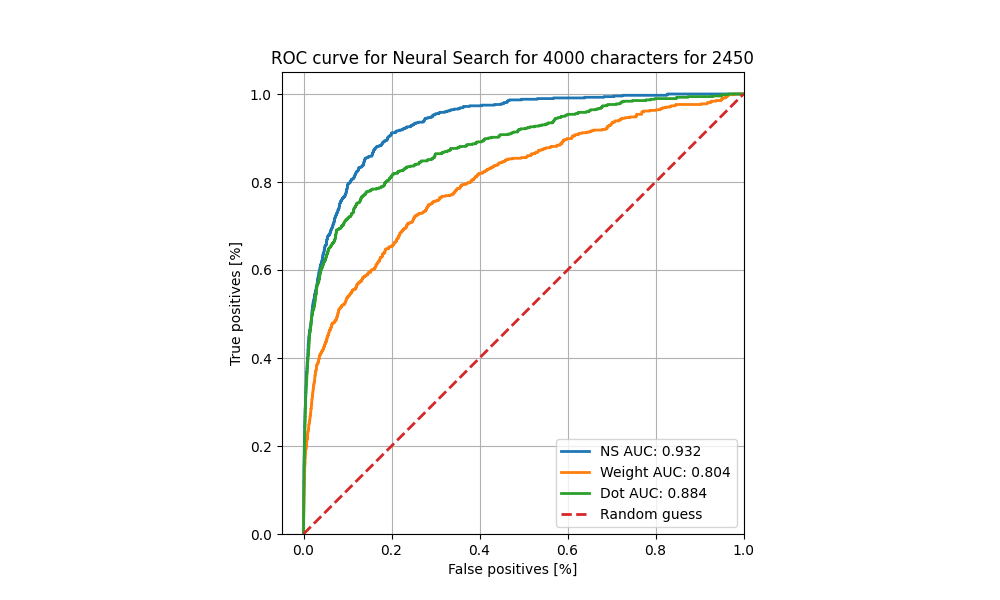 ROC curve for Neural Search for 4000 characters for 2450
1.0
0.8
0.6
0.4
0.2
0.0
True positives [%]
NS AUC: 0.932
Weight AUC: 0.804
Dot AUC: 0.884
Random guess
0.0 0.2 0.4 0.6 0.8 1.0
False positives [%]